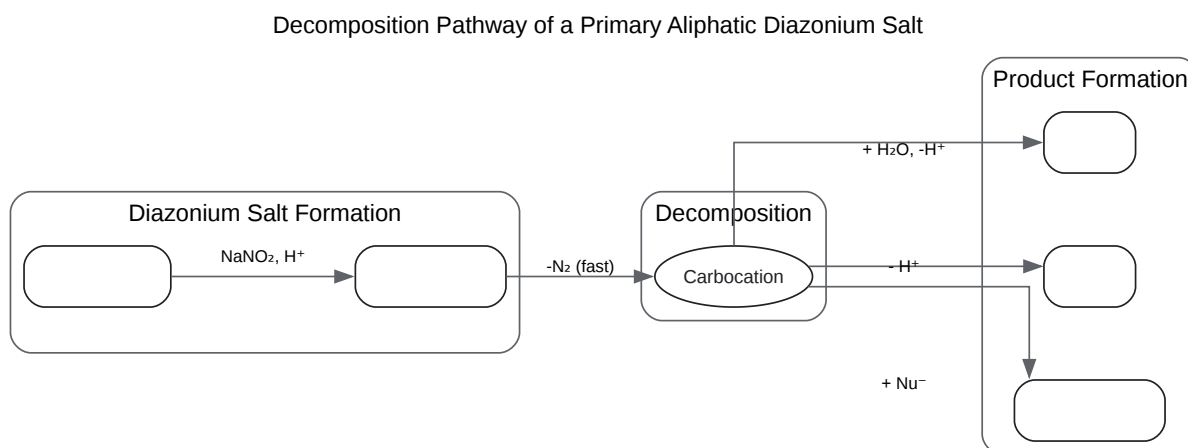 Decomposition Pathway of a Primary Aliphatic Diazonium Salt
Product Formation
+ H₂O, -H⁺
Diazonium Salt Formation
Decomposition
NaNO₂, H⁺
-N₂ (fast)
Carbocation
- H⁺
+ Nu⁻